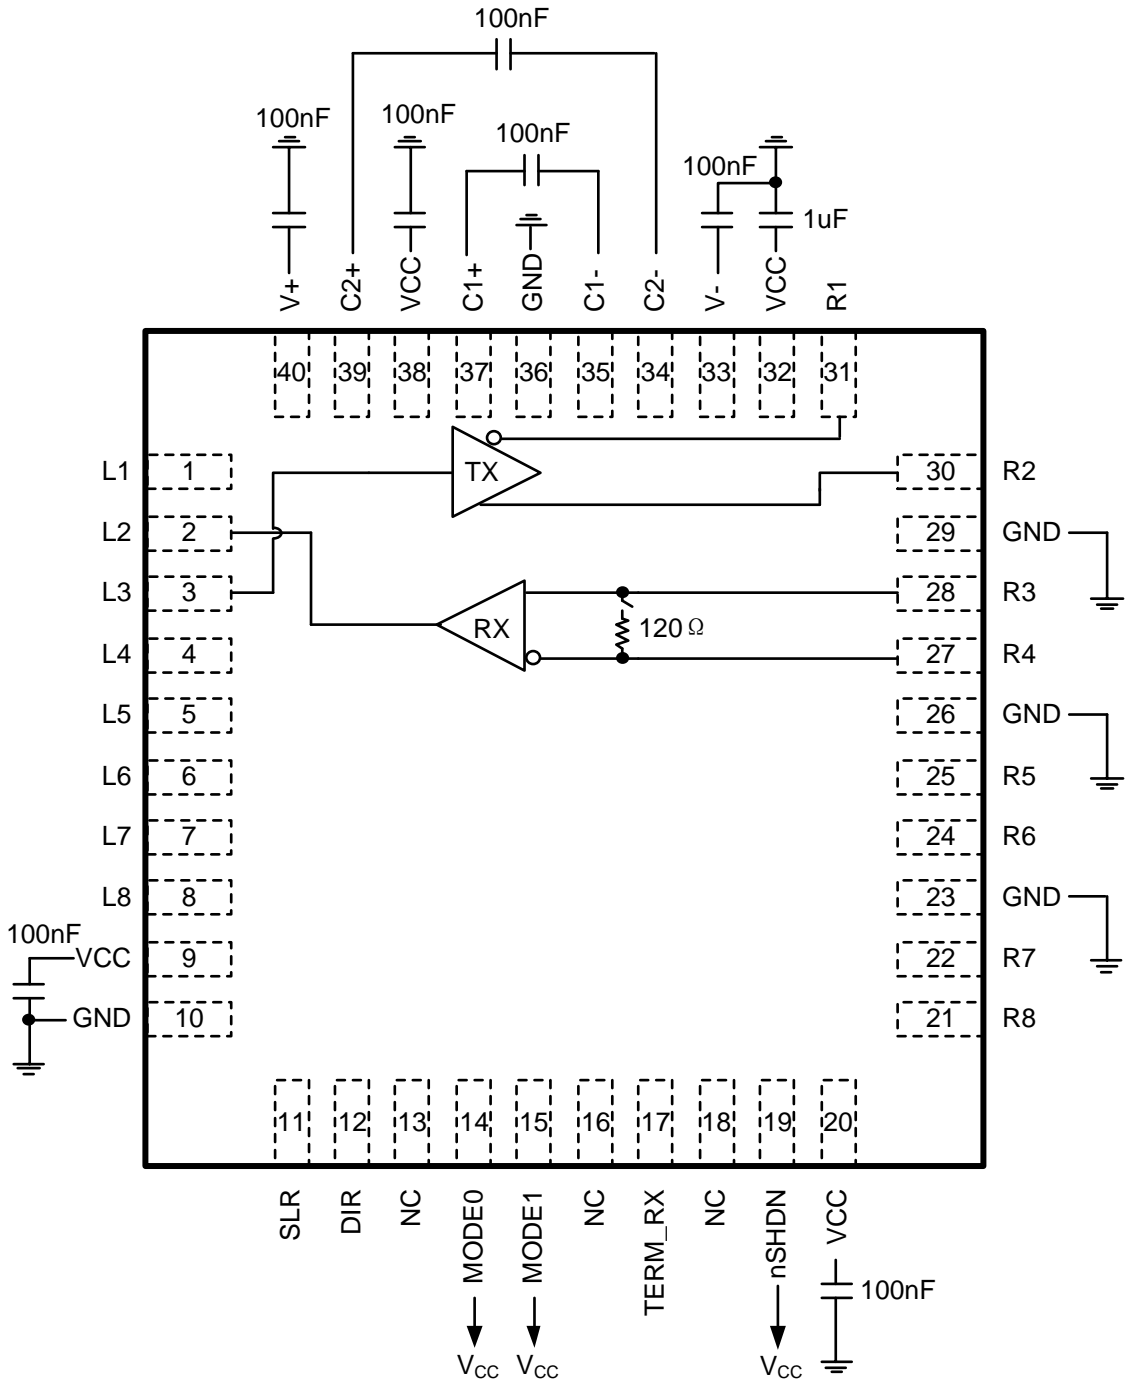 100nF
100nF
100nF
100nF
100nF
1uF
V+
C2+
VCC
C1+
GND
C1-
C2-
V-
VCC
R1
40
39
38
37
36
35
34
33
32
31
L1
1
TX
30
R2
L2
2
29
GND
L3
3
28
R3
120 Ω
RX
L4
4
27
R4
L5
5
26
GND
L6
6
25
R5
L7
7
24
R6
L8
8
23
GND
100nF
VCC
9
22
R7
GND
10
21
R8
11
12
13
14
15
16
17
18
19
20
SLR
DIR
NC
MODE0
MODE1
NC
TERM_RX
NC
nSHDN
VCC
100nF
VCC
VCC
VCC